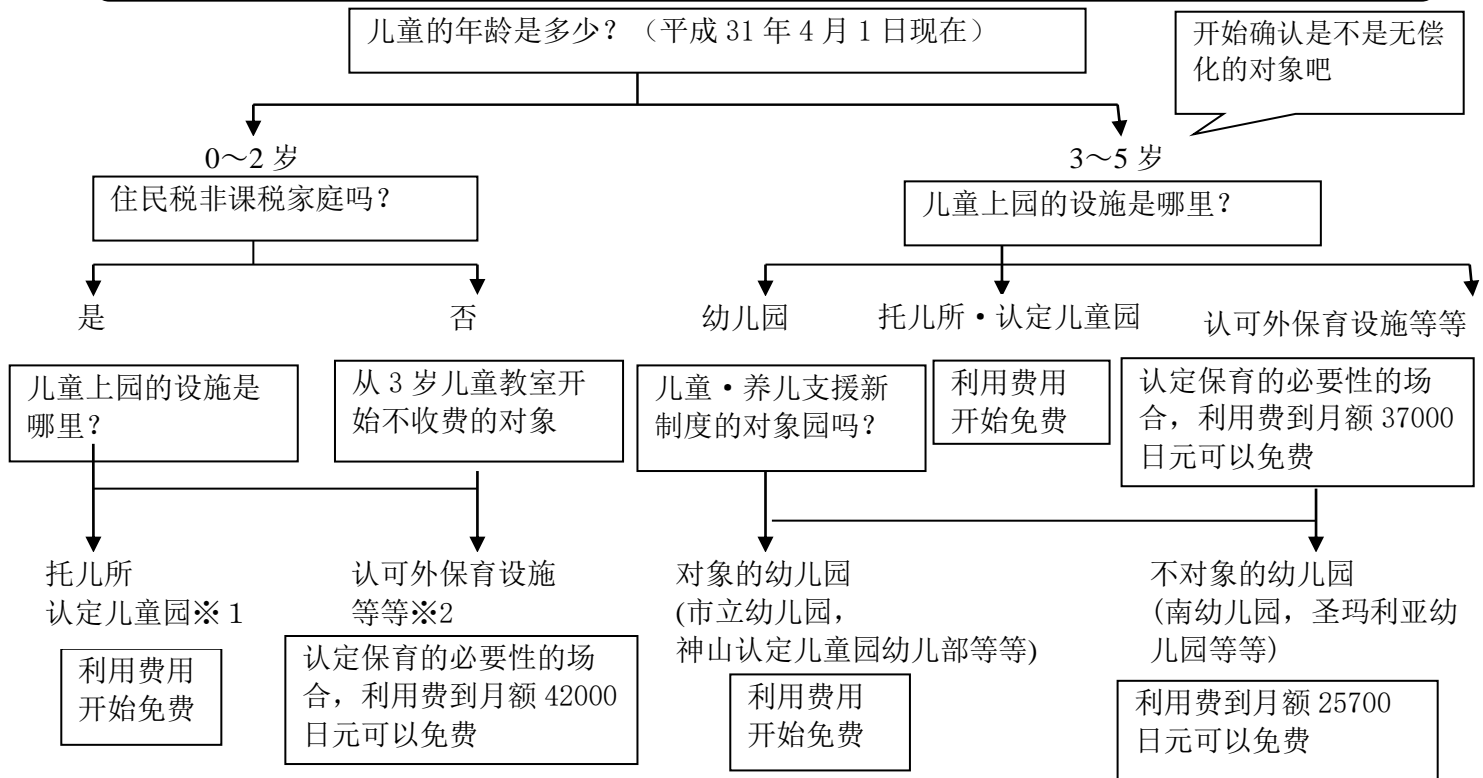 儿童的年龄是多少？（平成 31 年 4 月 1 日现在）
开始确认是不是无偿
化的对象吧
0～2 岁
3～5 岁
住民税非课税家庭吗？
儿童上园的设施是哪里？
是
否
幼儿园
托儿所・认定儿童园
认可外保育设施等等
儿童上园的设施是
哪里？
从 3 岁儿童教室开
始不收费的对象
儿童・养儿支援新
制度的对象园吗？
利用费用
开始免费
认定保育的必要性的场
合，利用费到月额 37000
日元可以免费
托儿所
认定儿童园※１
认可外保育设施
等等※2
对象的幼儿园
(市立幼儿园，
神山认定儿童园幼儿部等等)
不对象的幼儿园
（南幼儿园，圣玛利亚幼
儿园等等）
利用费用
开始免费
认定保育的必要性的场
合，利用费到月额 42000
日元可以免费
利用费用
开始免费
利用费到月额 25700
日元可以免费